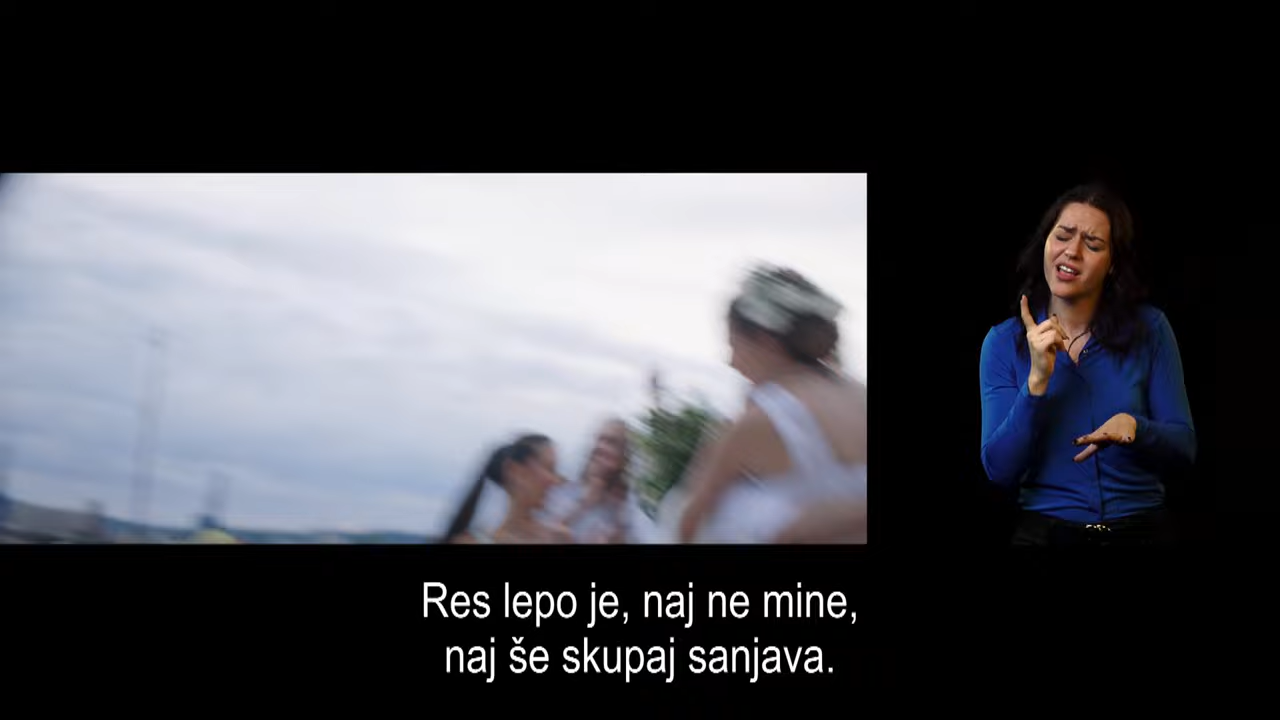 Res lepo je, naj ne mine,
naj še skupaj sanjava.